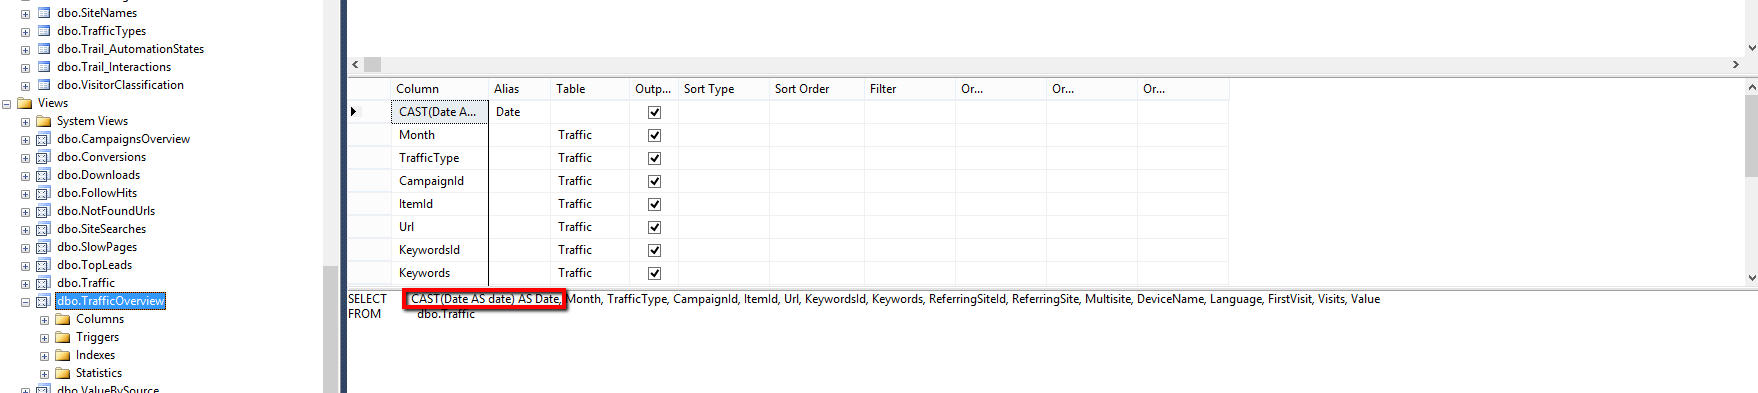 dbo.SiteNames
dbo.TrafficTypes
dbo.Trail_AutomationStates
dbo.Trail_Interactions
dbo.VisitorClassification
Views
System Views
dbo.CampaignsOverview
dbo.Conversions
dbo.Downloads
dbo.FollowHits
dbo.NotFoundUrls
dbo.SiteSearches
dbo.SlowPages
dbo.TopLeads
dbo.Traffic
dbo.TrafficOverview
Columns
Triggers
Indexes
Statistics
dbo.ValueBySource
Column Alias Table Outp... Sort Type Sort Order Filter Or... Or... Or...
CAST(Date A... Date
Month Traffic
TrafficType Traffic
CampaignId Traffic
ItemId Traffic
Url Traffic
KeywordsId Traffic
Keywords Traffic
SELECT CAST(Date AS date) AS Date, Month, TrafficType, CampaignId, ItemId, Url, KeywordsId, Keywords, ReferringSiteId, ReferringSite, Multisite, DeviceName, Language, FirstVisit, Visits, Value
FROM dbo.Traffic